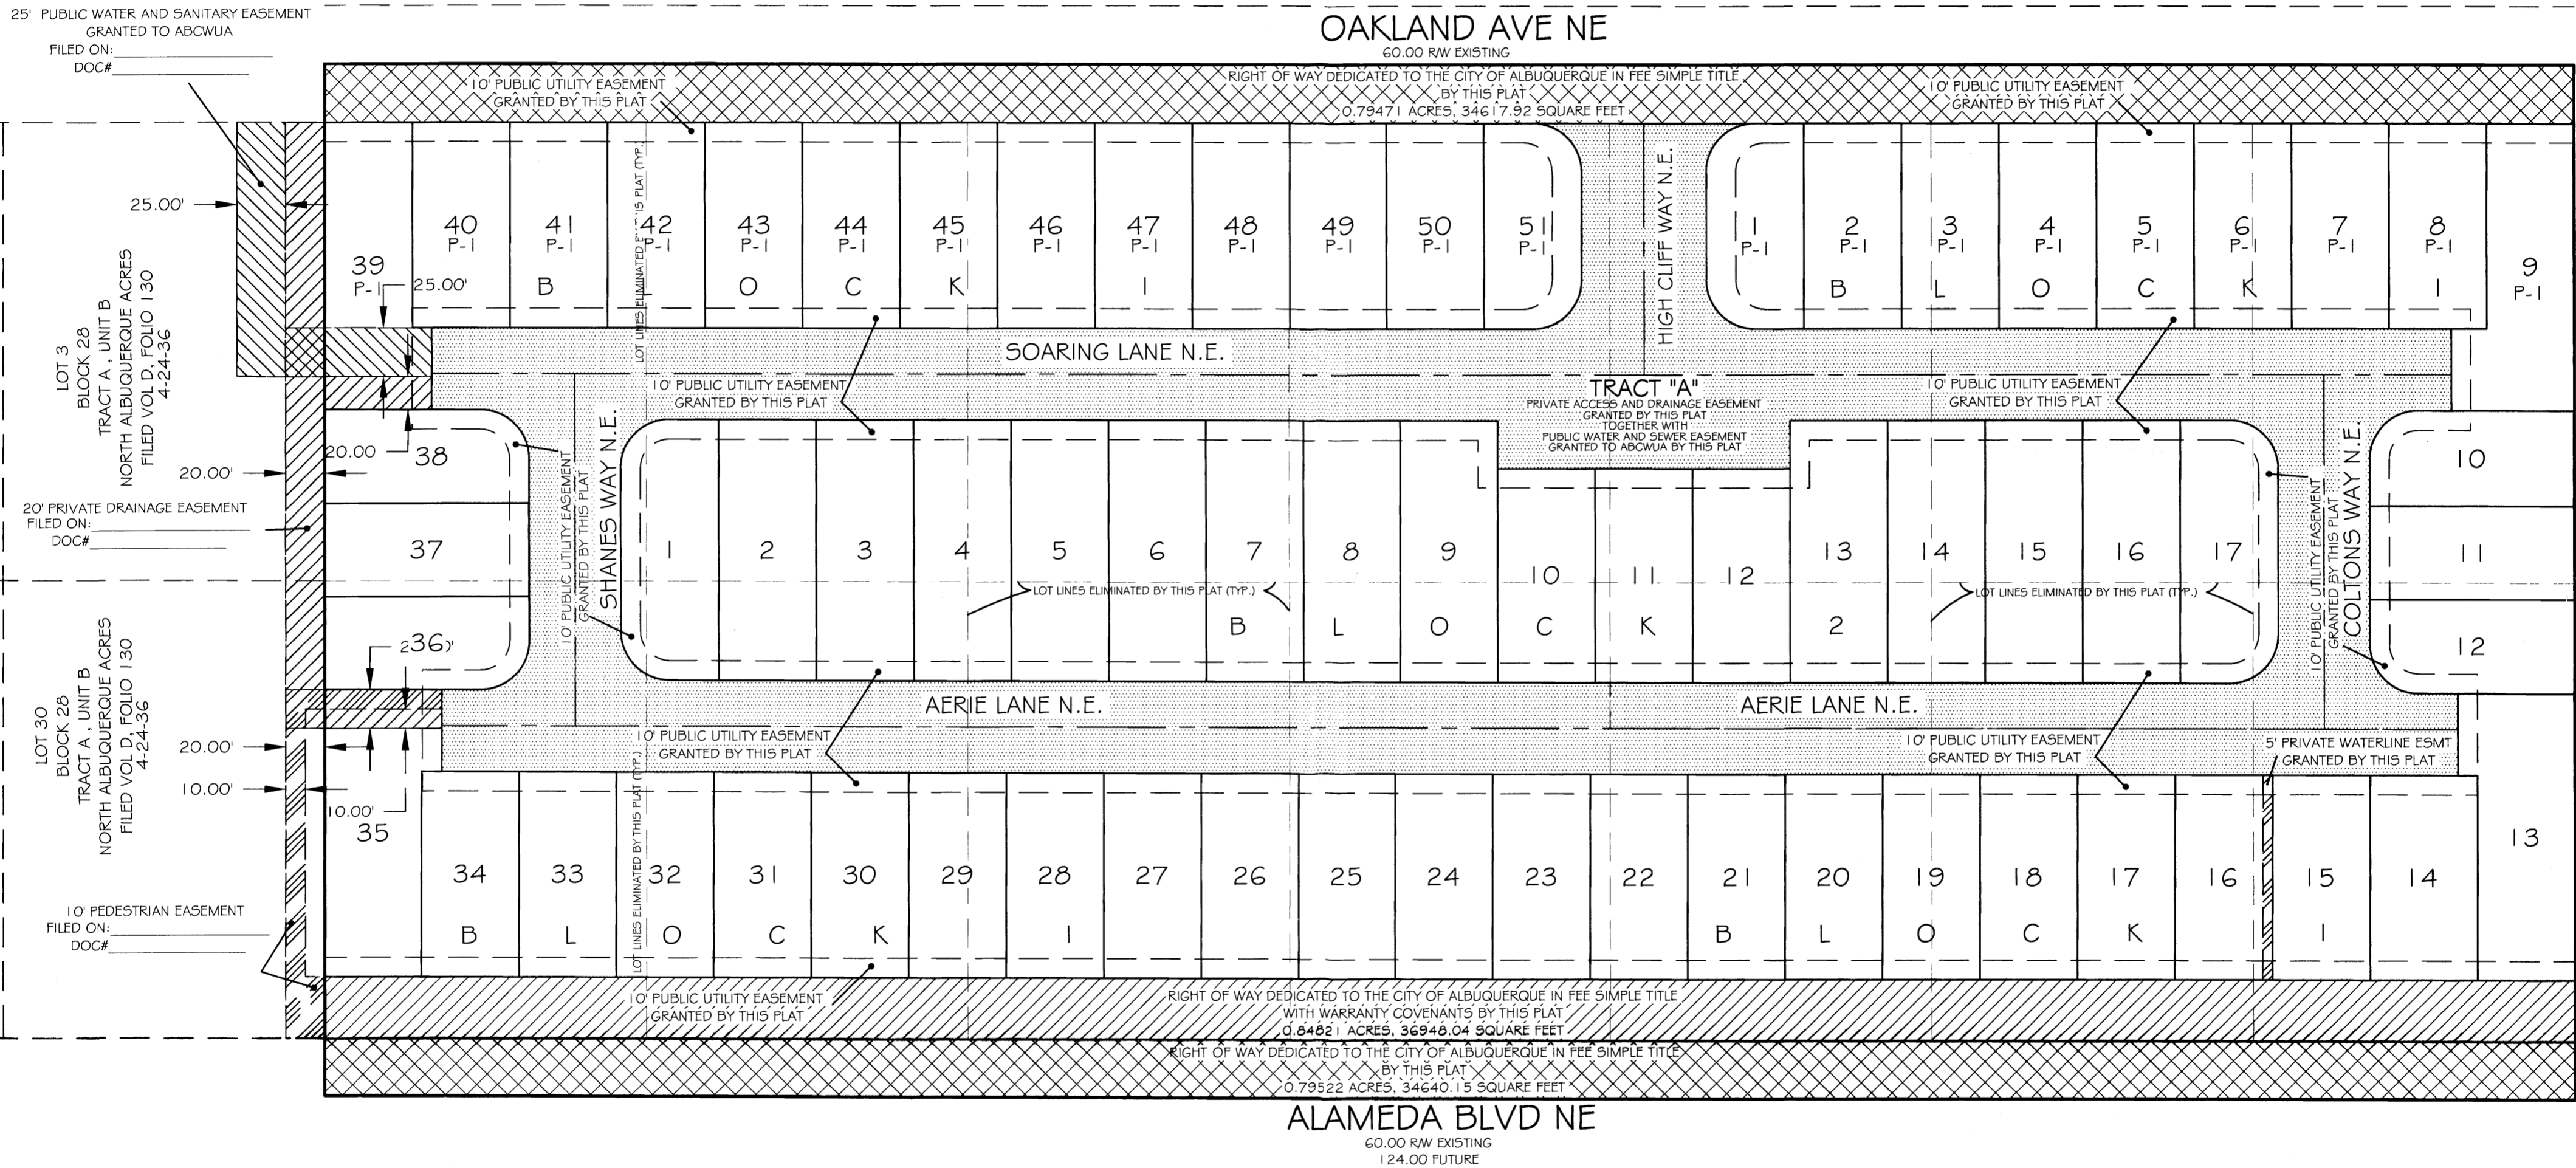 25' PUBLIC WATER AND SANITARY EASEMENT
GRANTED TO ABCWUA
FILED ON:
DOC#
OAKLAND AVE NE
60.00 R/W EXISTING
10' PUBLIC UTILITY EASEMENT
GRANTED BY THIS PLAT
RIGHT OF WAY DEDICATED TO THE CITY OF ALBUQUERQUE IN FEE SIMPLE TITLE
BY THIS PLAT
0.79471 ACRES, 34617.92 SQUARE FEET
10' PUBLIC UTILITY EASEMENT
GRANTED BY THIS PLAT
25.00'
LOT 3
BLOCK 28
TRACT A, UNIT B
NORTH ALBUQUERQUE ACRES
FILED VOL D, FOLIO 130
4-24-36
39
P-1
40
P-1
41
P-1
42
P-1
43
P-1
44
P-1
45
P-1
46
P-1
47
P-1
48
P-1
49
P-1
50
P-1
51
P-1
B L O C K 1
LOT LINES ELIMINATED BY THIS PLAT (TYP.)
HIGH CLIFF WAY N.E.
1
P-1
2
P-1
3
P-1
4
P-1
5
P-1
6
P-1
7
P-1
8
P-1
9
P-1
B L O C K 1
25.00'
SOARING LANE N.E.
10' PUBLIC UTILITY EASEMENT
GRANTED BY THIS PLAT
TRACT "A"
PRIVATE ACCESS AND DRAINAGE EASEMENT
GRANTED BY THIS PLAT
TOGETHER WITH
PUBLIC WATER AND SEWER EASEMENT
GRANTED TO ABCWUA BY THIS PLAT
10' PUBLIC UTILITY EASEMENT
GRANTED BY THIS PLAT
20.00
20.00'
20' PRIVATE DRAINAGE EASEMENT
FILED ON:
DOC#
38
37
36
10' PUBLIC UTILITY EASEMENT
GRANTED BY THIS PLAT
SHANES WAY N.E.
1 2 3 4 5 6 7 8 9 10 11 12 13 14 15 16 17
LOT LINES ELIMINATED BY THIS PLAT (TYP.)
LOT LINES ELIMINATED BY THIS PLAT (TYP.)
B L O C K 2
10' PUBLIC UTILITY EASEMENT
GRANTED BY THIS PLAT
COLTONS WAY N.E.
10
11
12
LOT 30
BLOCK 28
TRACT A, UNIT B
NORTH ALBUQUERQUE ACRES
FILED VOL D, FOLIO 130
4-24-36
AERIE LANE N.E.
AERIE LANE N.E.
20.00'
10.00'
10.00'
10' PUBLIC UTILITY EASEMENT
GRANTED BY THIS PLAT
10' PUBLIC UTILITY EASEMENT
GRANTED BY THIS PLAT
5' PRIVATE WATERLINE ESMT
GRANTED BY THIS PLAT
LOT LINES ELIMINATED BY THIS PLAT (TYP.)
35 34 33 32 31 30 29 28 27 26 25 24 23 22 21 20 19 18 17 16 15 14 13
B L O C K 1
B L O C K 1
10' PEDESTRIAN EASEMENT
FILED ON:
DOC#
10' PUBLIC UTILITY EASEMENT
GRANTED BY THIS PLAT
RIGHT OF WAY DEDICATED TO THE CITY OF ALBUQUERQUE IN FEE SIMPLE TITLE
WITH WARRANTY COVENANTS BY THIS PLAT
0.84821 ACRES, 36948.04 SQUARE FEET
RIGHT OF WAY DEDICATED TO THE CITY OF ALBUQUERQUE IN FEE SIMPLE TITLE
BY THIS PLAT
0.79522 ACRES, 34640.15 SQUARE FEET
ALAMEDA BLVD NE
60.00 R/W EXISTING
124.00 FUTURE